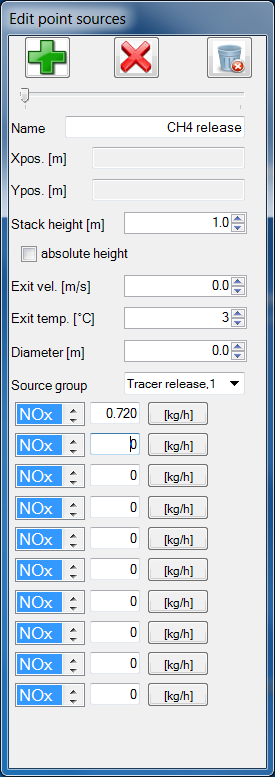 Edit point sources
Name CH4 release
Xpos. [m]
Ypos. [m]
Stack height [m] 1.0
absolute height
Exit vel. [m/s] 0.0
Exit temp. [°C] 3
Diameter [m] 0.0
Source group Tracer release,1
NOx 0.720 [kg/h]
NOx 0 [kg/h]
NOx 0 [kg/h]
NOx 0 [kg/h]
NOx 0 [kg/h]
NOx 0 [kg/h]
NOx 0 [kg/h]
NOx 0 [kg/h]
NOx 0 [kg/h]
NOx 0 [kg/h]